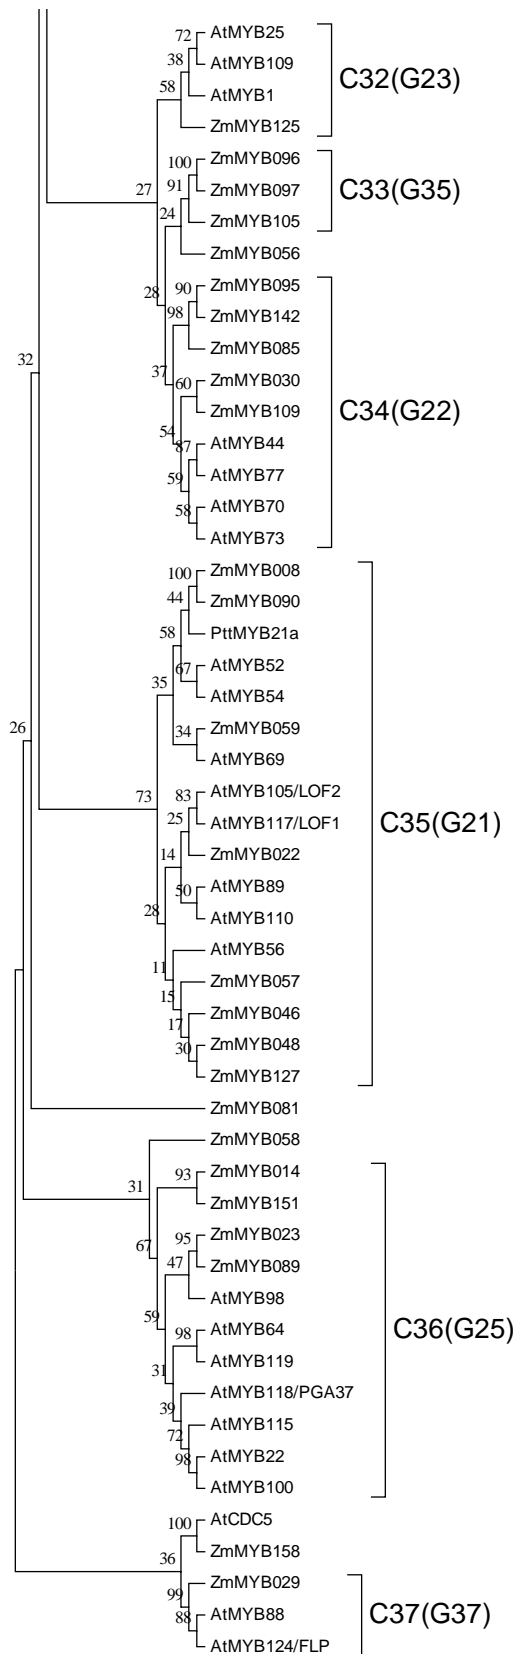 72
AtMYB25
38
AtMYB109
58
AtMYB1
C32(G23)
ZmMYB125
100
ZmMYB096
27
91
ZmMYB097
C33(G35)
24
ZmMYB105
ZmMYB056
28
90
ZmMYB095
98
ZmMYB142
ZmMYB085
32
37
60
ZmMYB030
ZmMYB109
C34(G22)
54
87
AtMYB44
59
AtMYB77
58
AtMYB70
AtMYB73
100
ZmMYB008
44
ZmMYB090
58
PttMYB21a
67
AtMYB52
35
AtMYB54
26
34
ZmMYB059
AtMYB69
73
83
AtMYB105/LOF2
25
AtMYB117/LOF1
C35(G21)
14
ZmMYB022
50
AtMYB89
28
AtMYB110
AtMYB56
11
ZmMYB057
15
ZmMYB046
17
30
ZmMYB048
ZmMYB127
ZmMYB081
ZmMYB058
31
93
ZmMYB014
ZmMYB151
67
95
ZmMYB023
47
ZmMYB089
AtMYB98
59
98
AtMYB64
C36(G25)
31
AtMYB119
39
AtMYB118/PGA37
72
AtMYB115
98
AtMYB22
AtMYB100
100
AtCDC5
36
ZmMYB158
99
ZmMYB029
88
AtMYB88
C37(G37)
AtMYB124/FLP